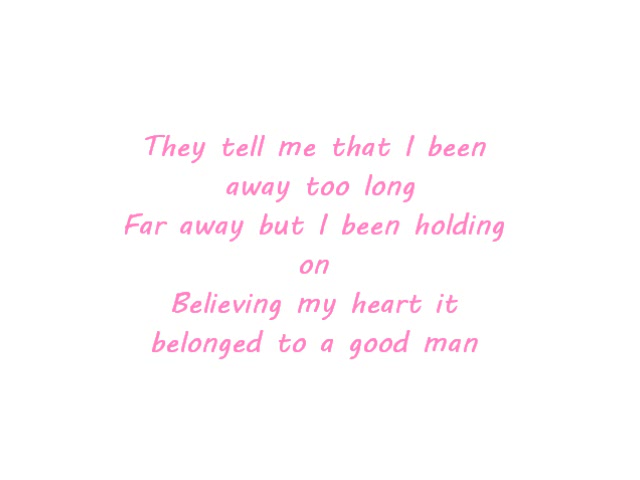 They tell me that I been
away too long
Far away but I been holding
on
Believing my heart it
belonged to a good man